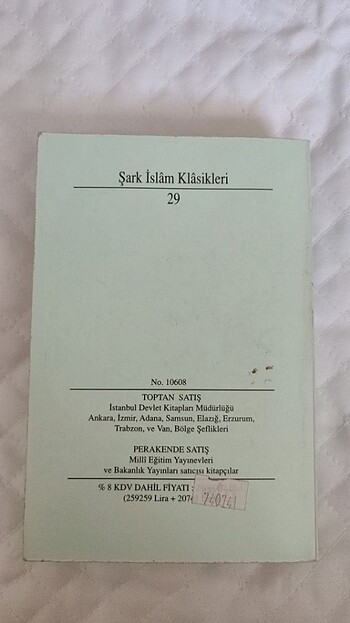 Şark İslâm Klâsikleri
29
No. 10608
TOPTAN SATIŞ
İstanbul Devlet Kitapları Müdürlüğü
Ankara, İzmir, Adana, Samsun, Elazığ, Erzurum,
Trabzon, ve Van, Bölge Şeflikleri
PERAKENDE SATIŞ
Millî Eğitim Yayınevleri
ve Bakanlık Yayınları satıcısı kitapçılar
% 8 KDV DAHİL FİYATI :
(259259 Lira + 207
740741